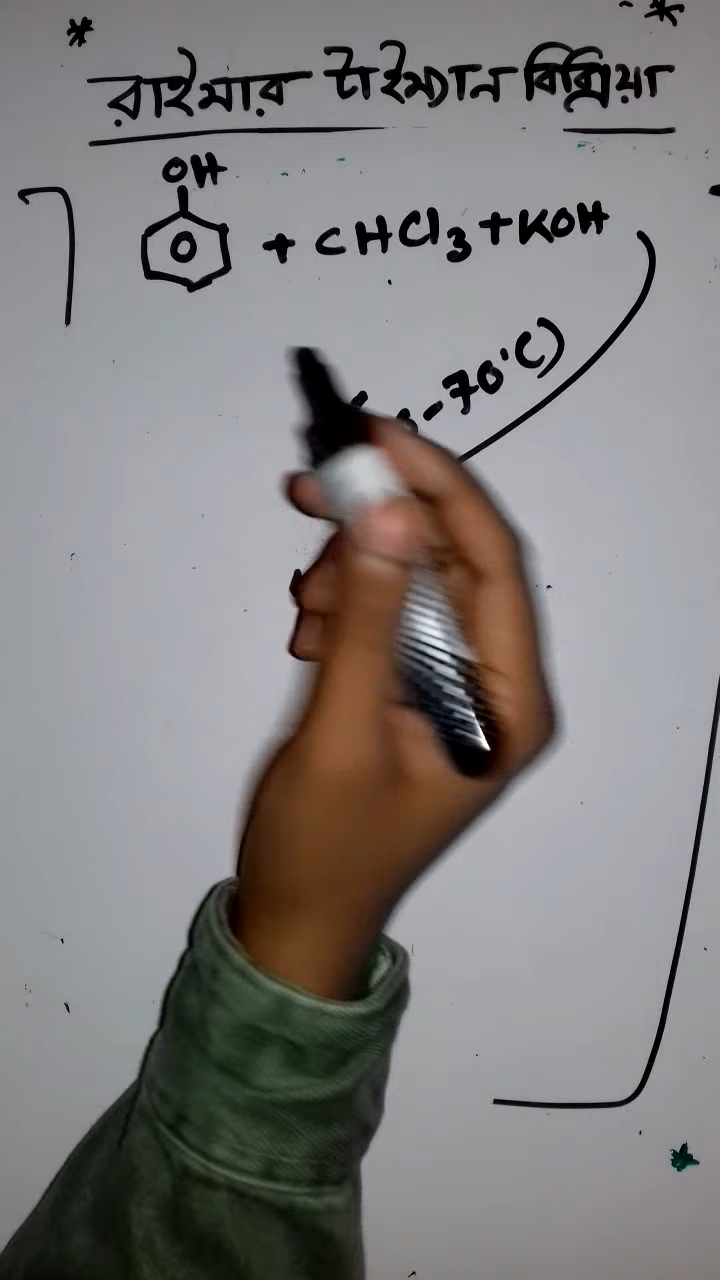 * *
রাইমার টাইম্যান বিক্রিয়া
OH
+ CHCl3 + KOH
-70°C)